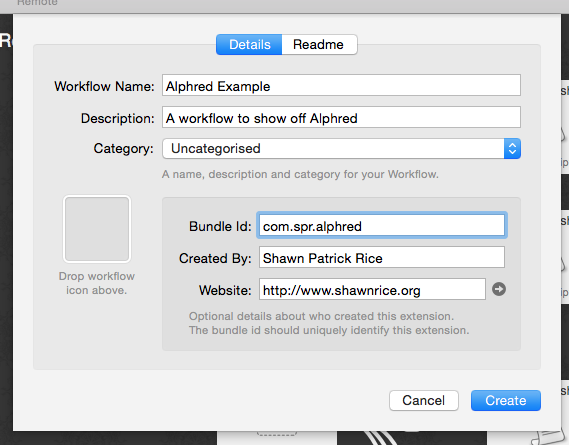 Remote
Details Readme
Workflow Name: Alphred Example
Description: A workflow to show off Alphred
Category: Uncategorised
A name, description and category for your Workflow.
Drop workflow
icon above.
Bundle Id: com.spr.alphred
Created By: Shawn Patrick Rice
Website: http://www.shawnrice.org
Optional details about who created this extension.
The bundle id should uniquely identify this extension.
Cancel Create